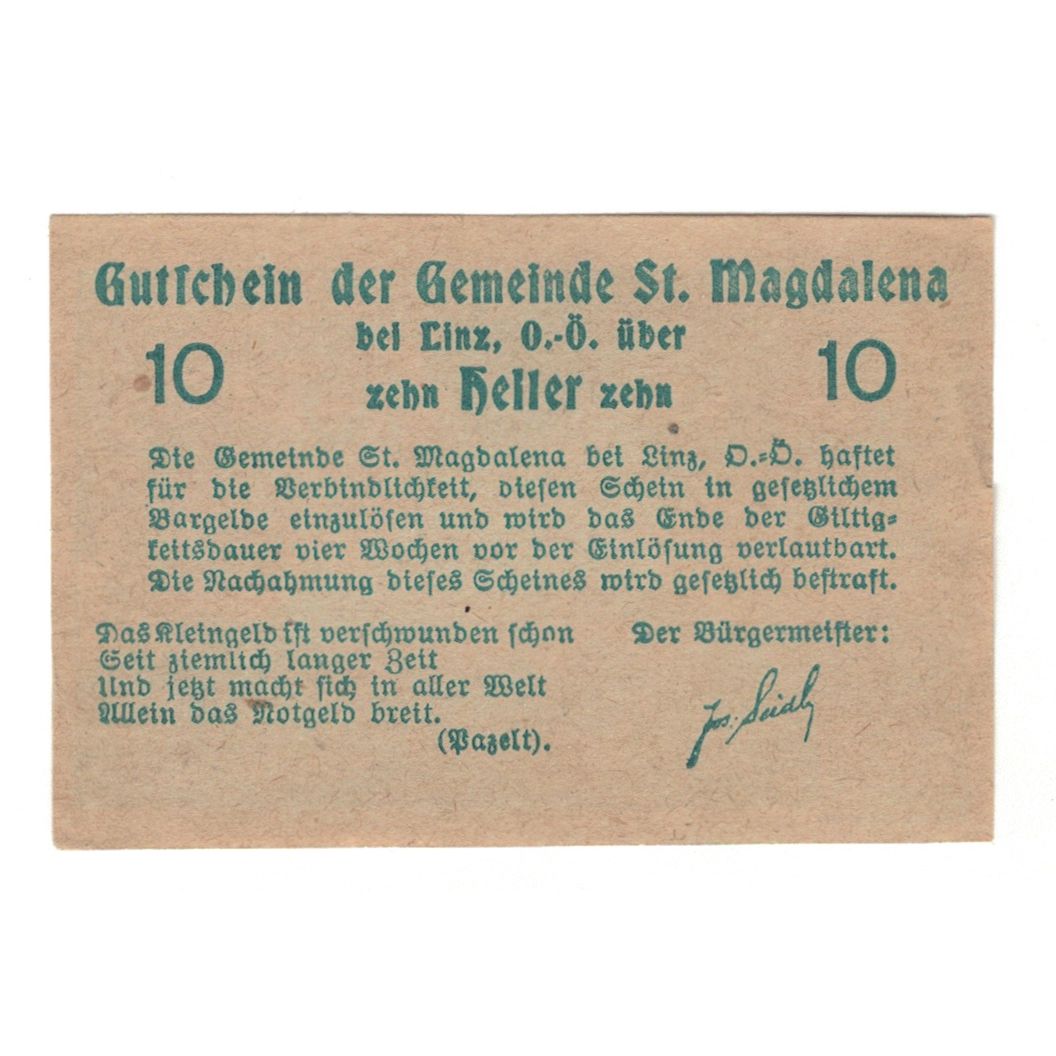 Gutschein der Gemeinde St. Magdalena
bei Linz, O.-Ö. über
10 zehn Heller zehn 10
Die Gemeinde St. Magdalena bei Linz, O.-Ö. haftet
für die Verbindlichkeit, diesen Schein in gesetzlichem
Bargelde einzulösen und wird das Ende der Giltig-
keitsdauer vier Wochen vor der Einlösung verlautbart.
Die Nachahmung dieses Scheines wird gesetzlich bestraft.
Das Kleingeld ist verschwunden schon
Seit ziemlich langer Zeit
Und jetzt macht sich in aller Welt
Allein das Notgeld breit.
(Pazelt).
Der Bürgermeister:
Jos. Seidl